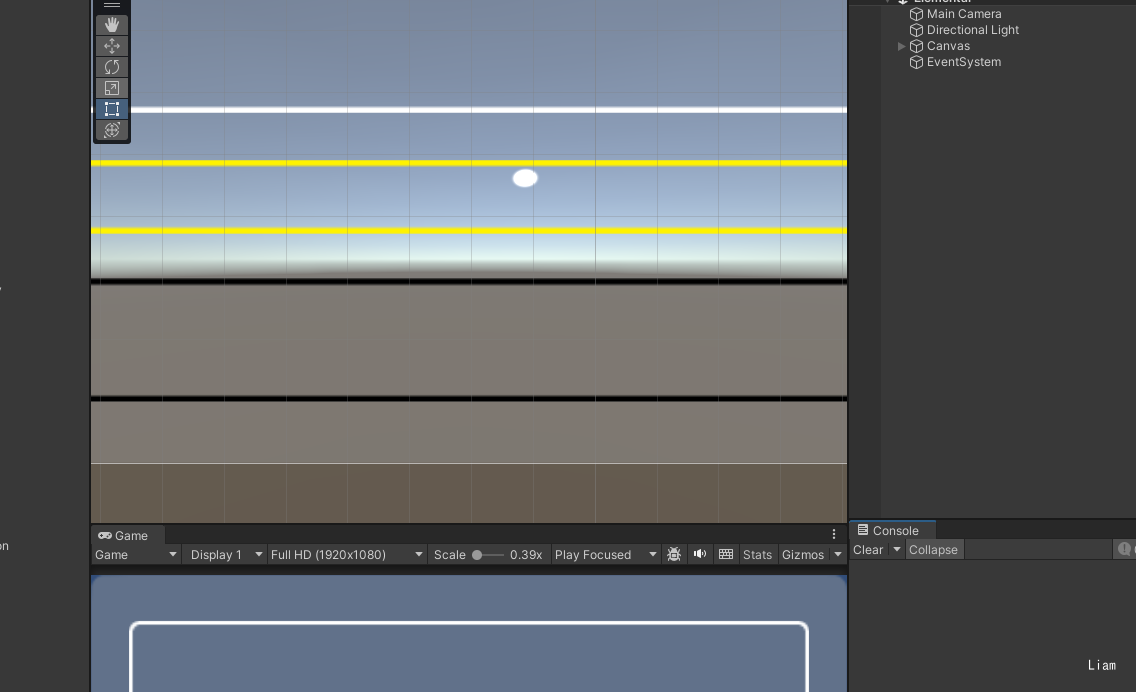 Main Camera
Directional Light
Canvas
EventSystem
on
Game
Game Display 1 Full HD (1920x1080) Scale 0.39x Play Focused Stats Gizmos
Console
Clear Collapse
Liam